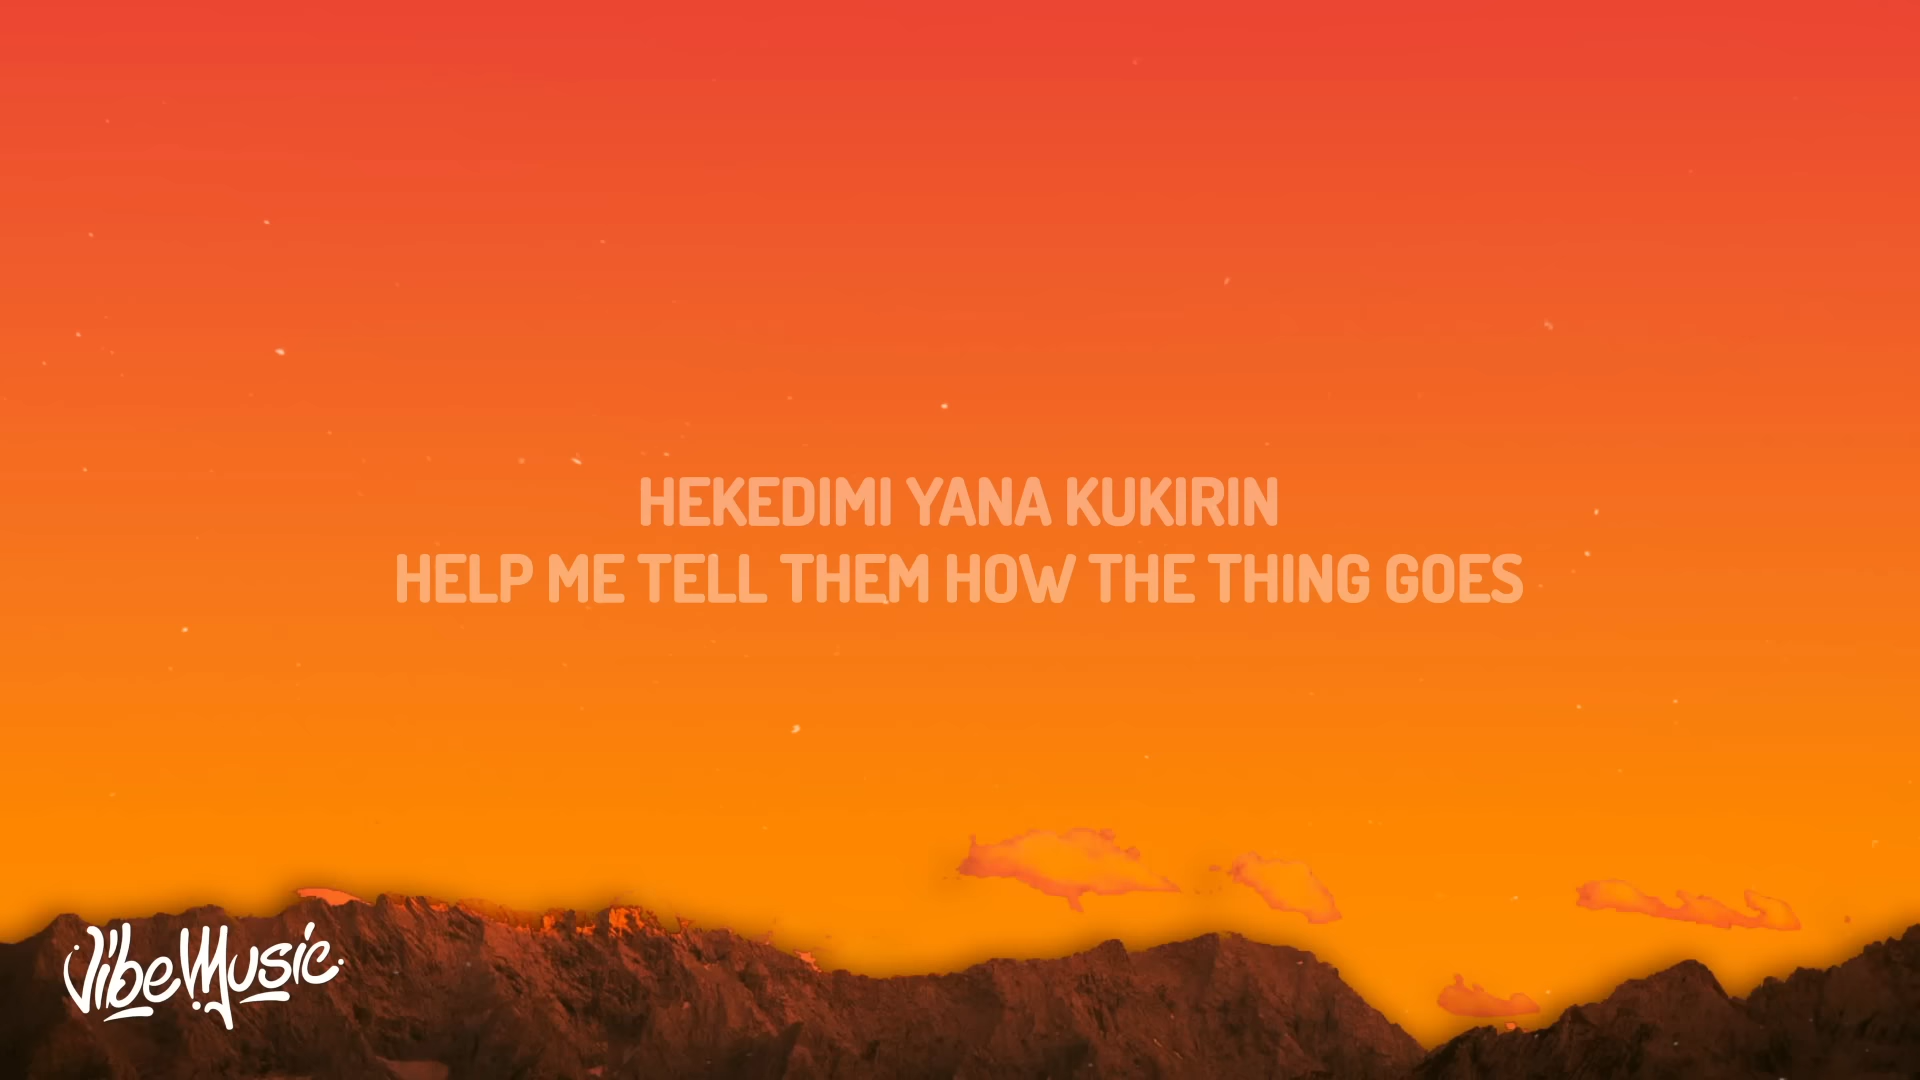 HEKEDIMI YANA KUKIRIN
HELP ME TELL THEM HOW THE THING GOES
VibeMusic